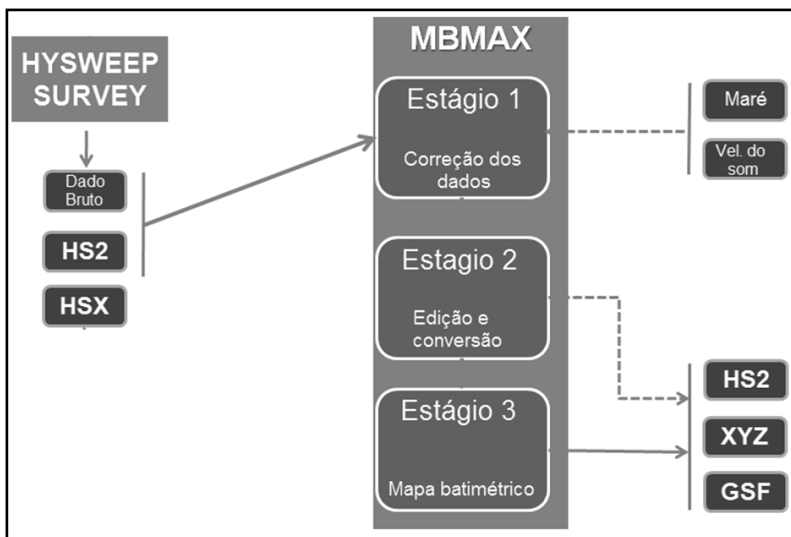 HYSWEEP
SURVEY
Dado
Bruto
HS2
HSX
MBMAX
Estágio 1
Correção dos
dados
Estagio 2
Edição e
conversão
Estágio 3
Mapa batimétrico
Maré
Vel. do
som
HS2
XYZ
GSF